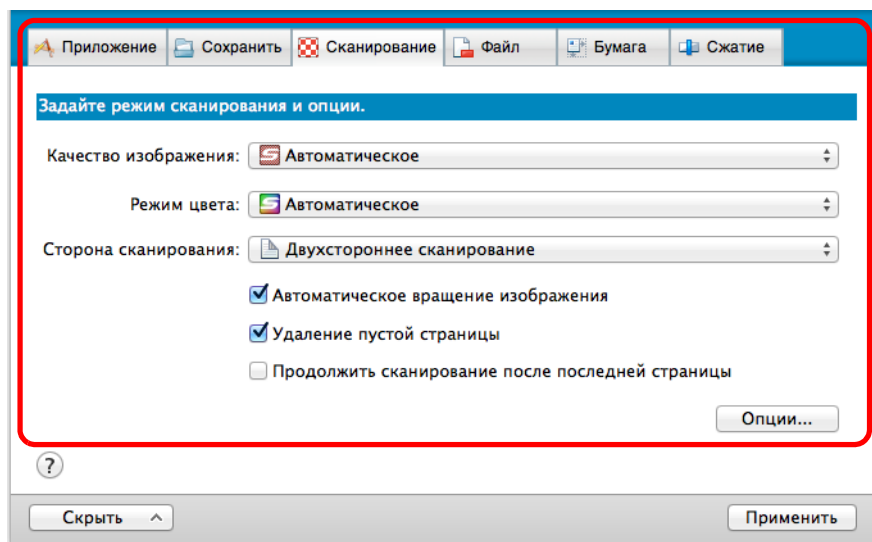 Приложение Сохранить Сканирование Файл Бумага Сжатие
Задайте режим сканирования и опции.
Качество изображения: Автоматическое
Режим цвета: Автоматическое
Сторона сканирования: Двухстороннее сканирование
Автоматическое вращение изображения
Удаление пустой страницы
Продолжить сканирование после последней страницы
Опции...
?
Скрыть Применить